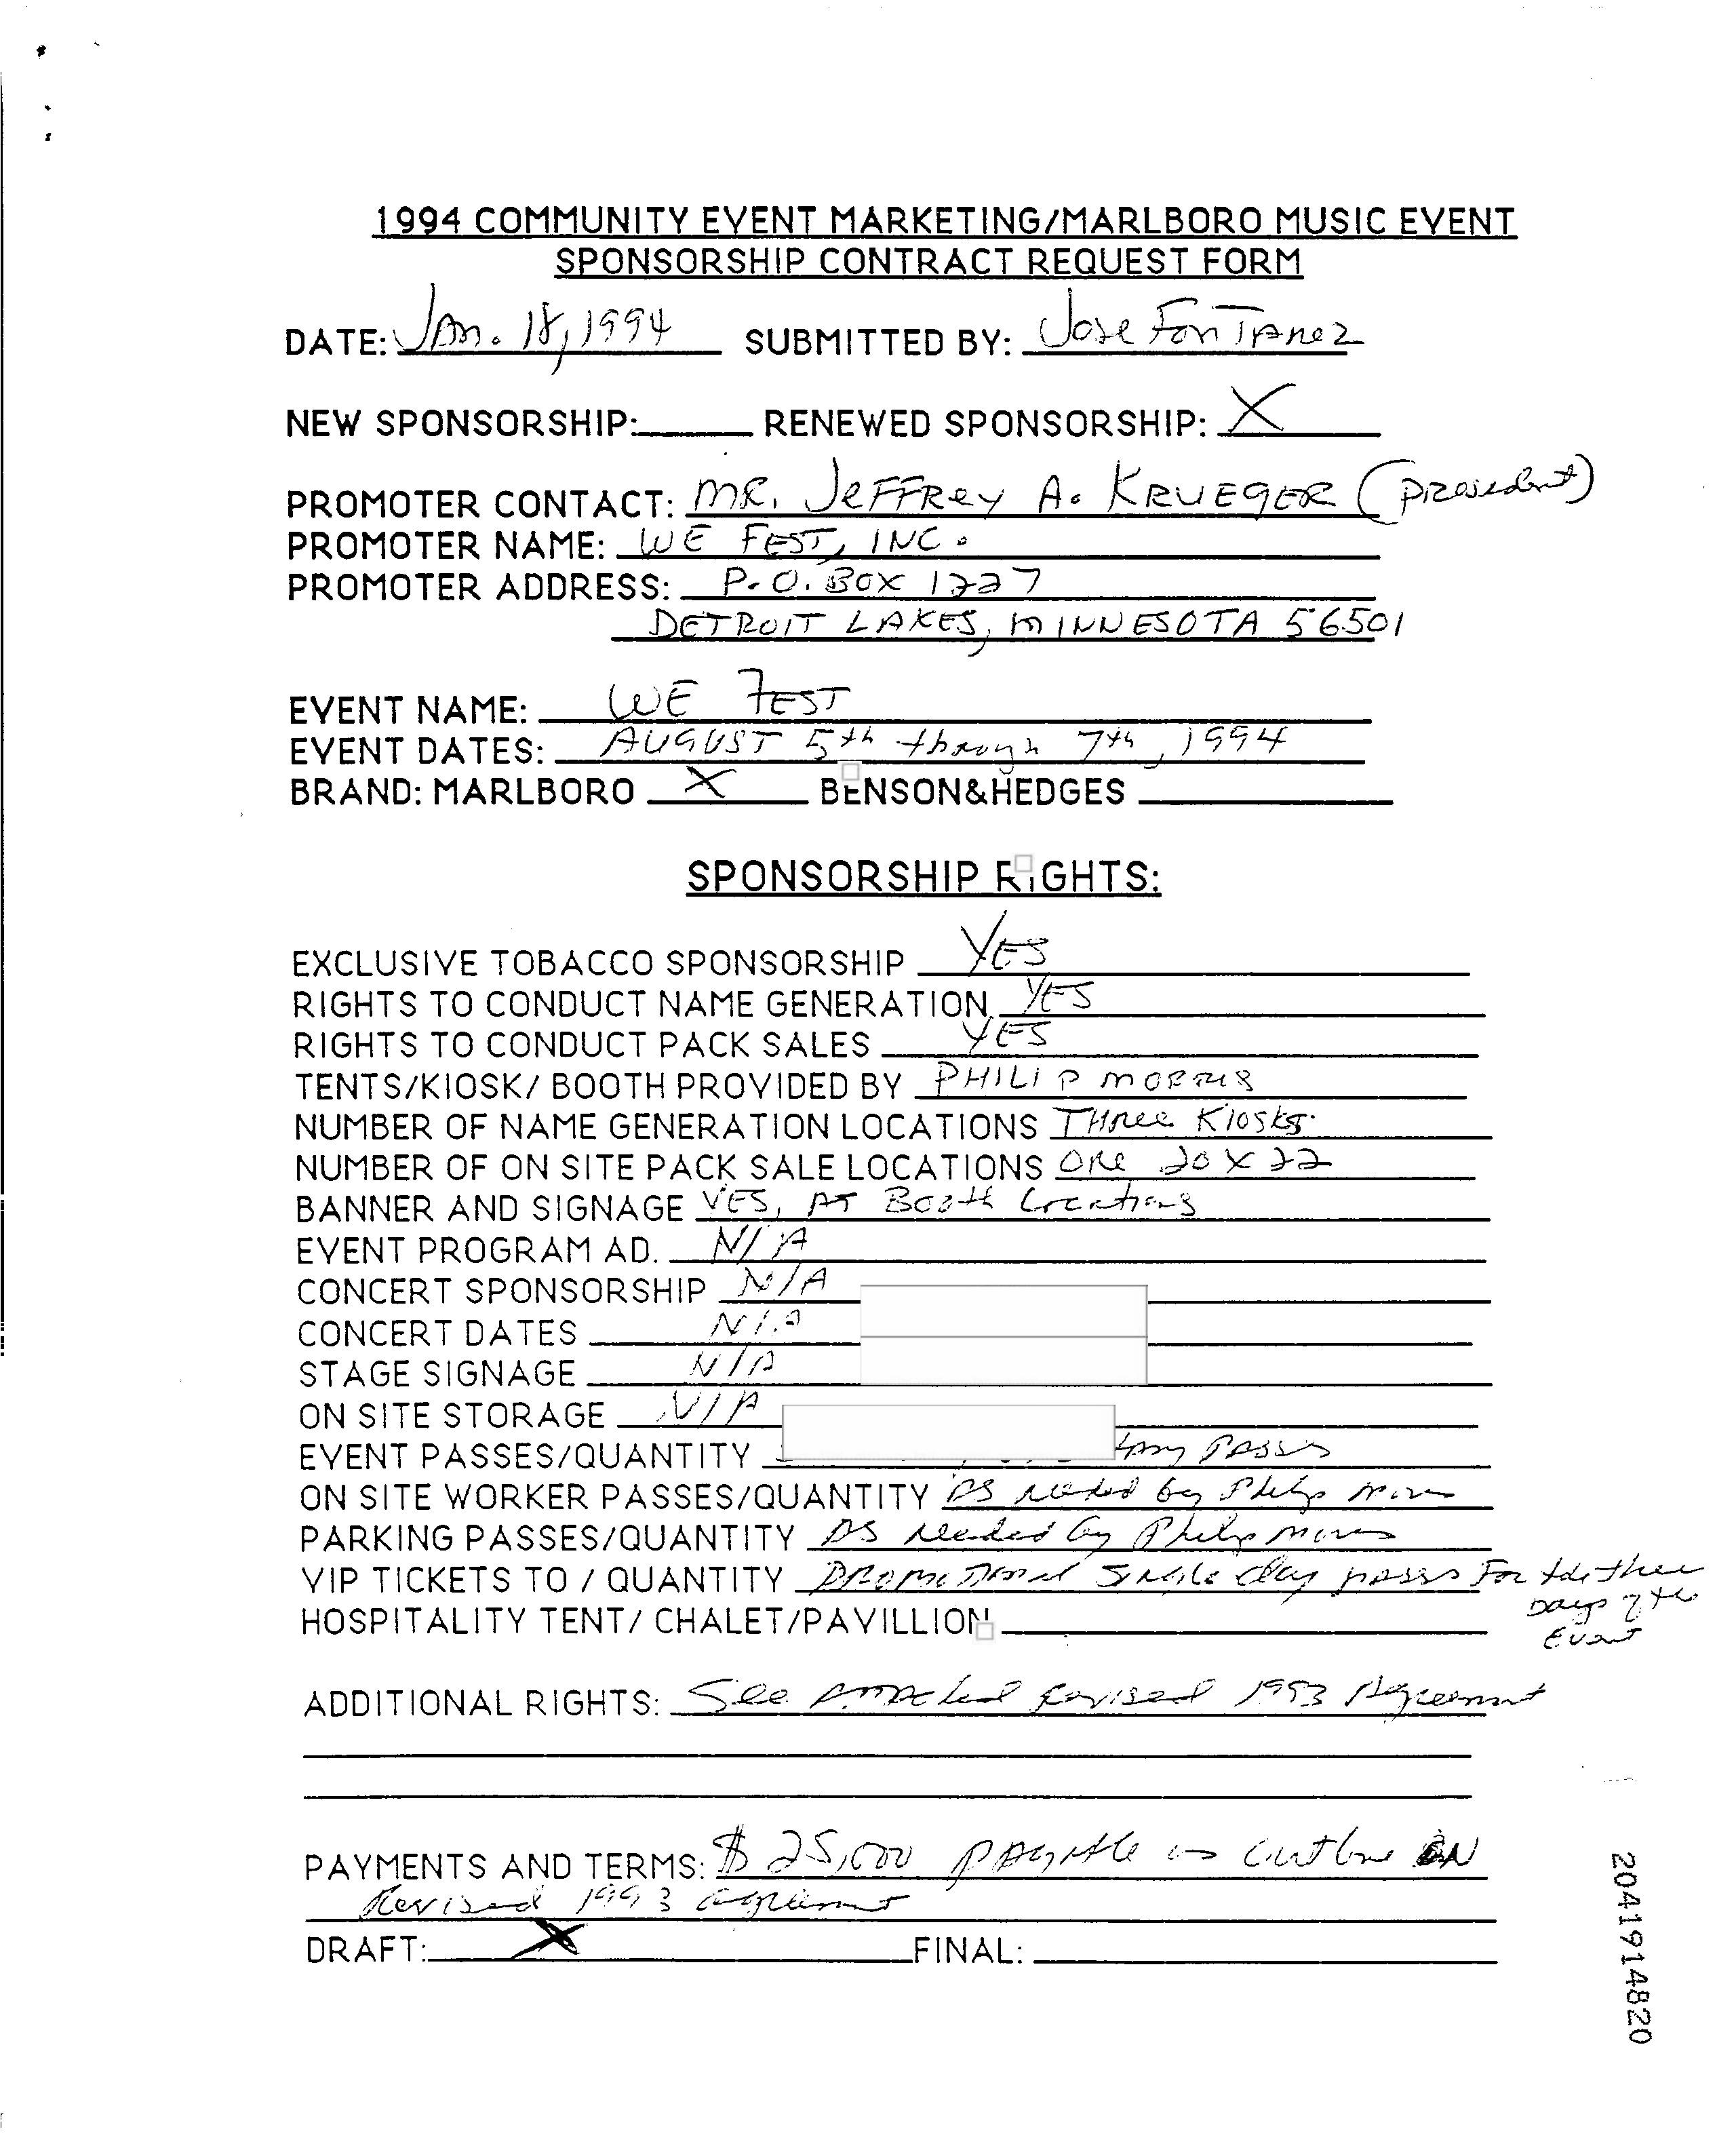 1994 COMMUNITY EVENT MARKETING/MARLBORO MUSIC EVENT
SPONSORSHIP CONTRACT REQUEST FORM
DATE: Jan. 18, 1994 SUBMITTED BY: Jose Fontanez
NEW SPONSORSHIP: RENEWED SPONSORSHIP: X
PROMOTER CONTACT: MR. JEFFREY A. KRUEGER (president)
PROMOTER NAME: WE FEST, INC.
PROMOTER ADDRESS: P.O. BOX 1227
DETROIT LAKES, MINNESOTA 56501
EVENT NAME: WE FEST
EVENT DATES: AUGUST 5th through 7th, 1994
BRAND: MARLBORO X BENSON&HEDGES
SPONSORSHIP RIGHTS:
EXCLUSIVE TOBACCO SPONSORSHIP YES
RIGHTS TO CONDUCT NAME GENERATION YES
RIGHTS TO CONDUCT PACK SALES YES
TENTS/KIOSK/ BOOTH PROVIDED BY PHILIP MORRIS
NUMBER OF NAME GENERATION LOCATIONS THREE KIOSKS
NUMBER OF ON SITE PACK SALE LOCATIONS ONE 20 X 22
BANNER AND SIGNAGE YES, AT Booth Locations
EVENT PROGRAM AD. N/A
CONCERT SPONSORSHIP N/A
CONCERT DATES N/A
STAGE SIGNAGE N/A
ON SITE STORAGE N/A
EVENT PASSES/QUANTITY Passes
ON SITE WORKER PASSES/QUANTITY AS needed by Philip Morris
PARKING PASSES/QUANTITY AS needed by Philip Morris
VIP TICKETS TO / QUANTITY Promotional Single day passes For the three
Days of the
HOSPITALITY TENT/ CHALET/PAVILLION
Event
ADDITIONAL RIGHTS: See Attached Revised 1993 Agreement
PAYMENTS AND TERMS: $ 25,000 payable as outline ON
Revised 1993 agreement
DRAFT: X FINAL:
2041914820